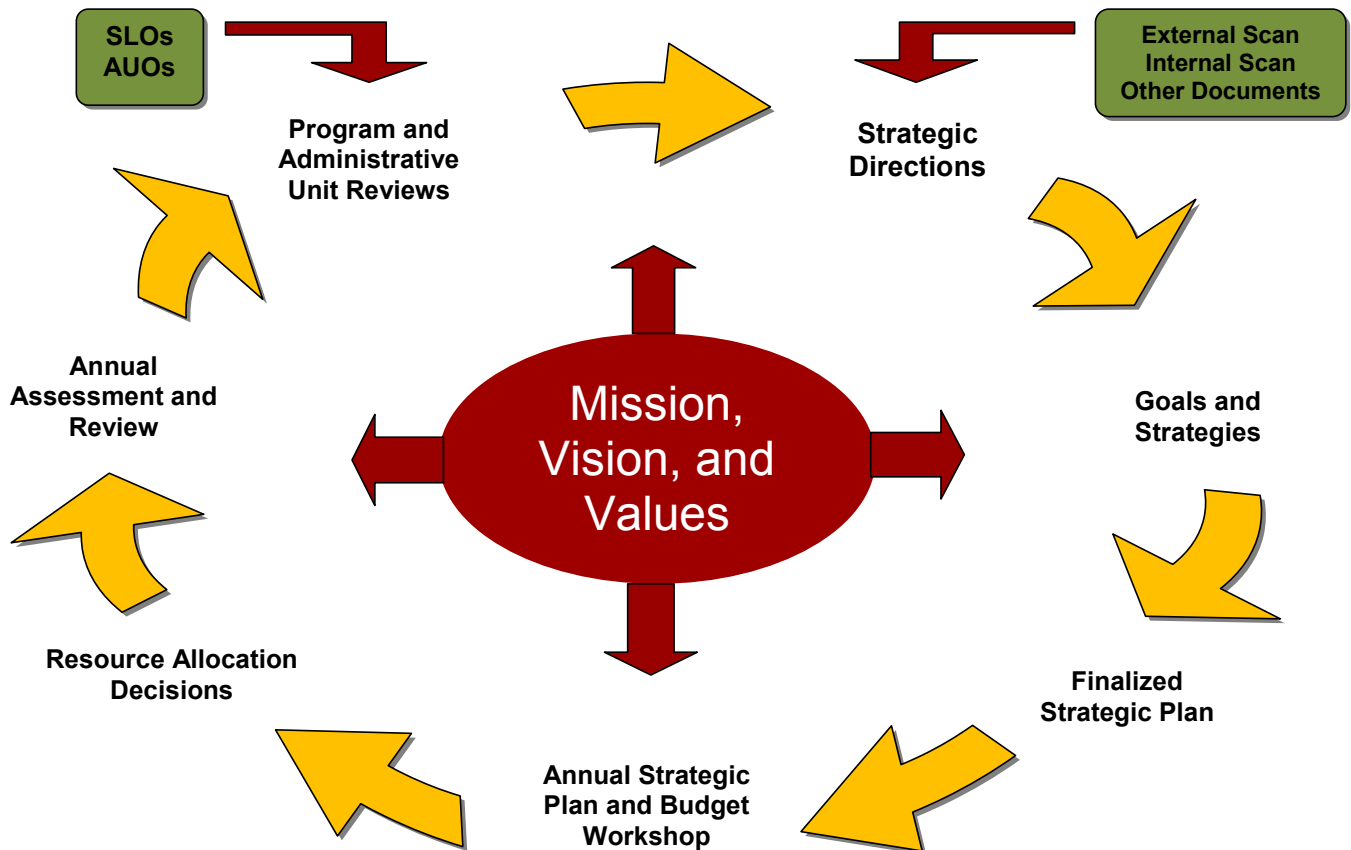 SLOs
AUOs
External Scan
Internal Scan
Other Documents
Program and
Administrative
Unit Reviews
Strategic
Directions
Goals and
Strategies
Finalized
Strategic Plan
Annual Strategic
Plan and Budget
Workshop
Resource Allocation
Decisions
Annual
Assessment and
Review
Mission,
Vision, and
Values